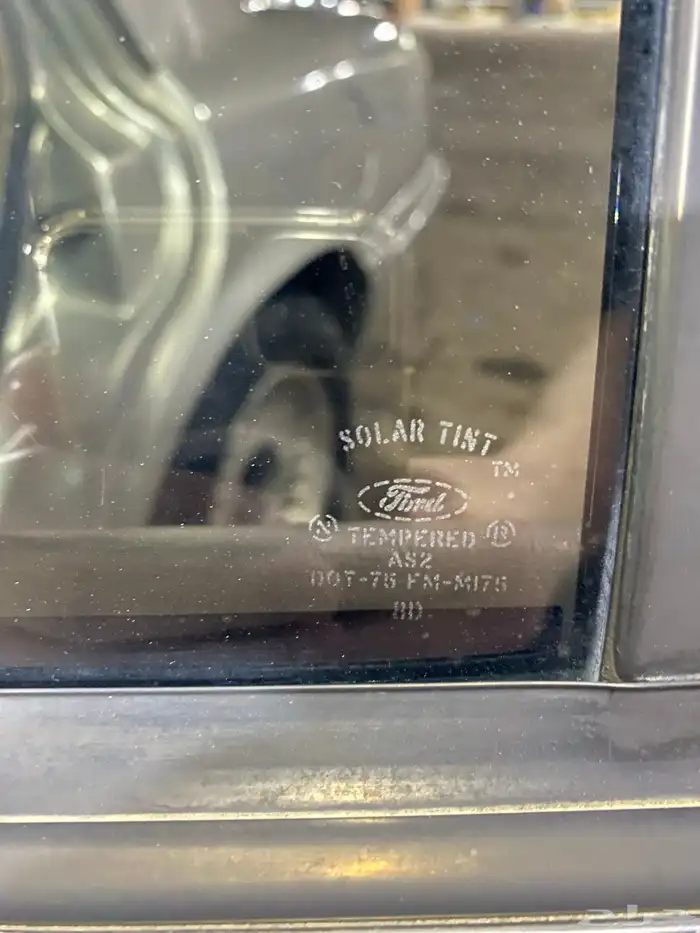 SOLAR TINT
TM
Ford
N TEMPERED R
AS2
DOT-75 FM-M175
8D